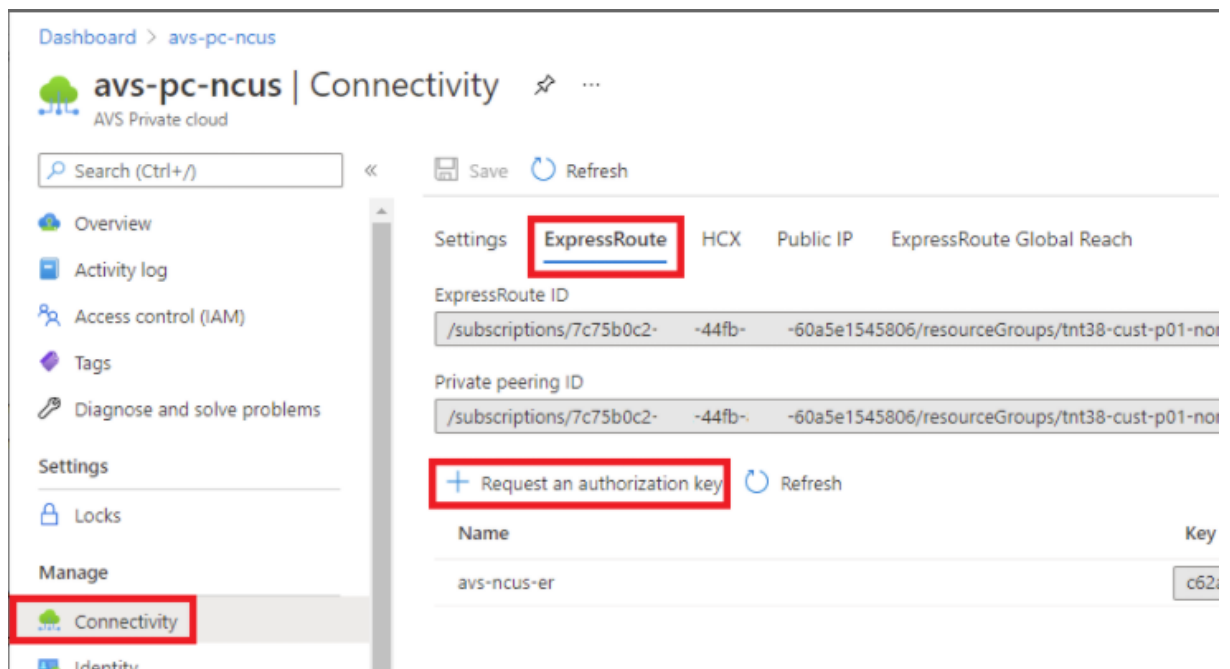 Dashboard > avs-pc-ncus
avs-pc-ncus | Connectivity ...
AVS Private cloud
Search (Ctrl+/) «
Overview
Activity log
Access control (IAM)
Tags
Diagnose and solve problems
Settings
Locks
Manage
Connectivity
Identity
Save Refresh
Settings ExpressRoute HCX Public IP ExpressRoute Global Reach
ExpressRoute ID
/subscriptions/7c75b0c2- -44fb- -60a5e1545806/resourceGroups/tnt38-cust-p01-nor
Private peering ID
/subscriptions/7c75b0c2- -44fb- -60a5e1545806/resourceGroups/tnt38-cust-p01-nor
+ Request an authorization key Refresh
Name Key
avs-ncus-er c62a